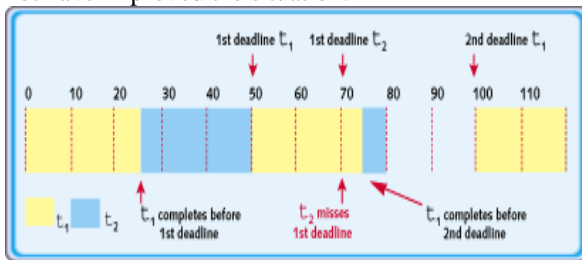 1st deadline t1 1st deadline t2 2nd deadline t1
0 10 20 30 40 50 60 70 80 90 100 110
t1 t2
t1 completes before
1st deadline
t2 misses
1st deadline
t1 completes before
2nd deadline